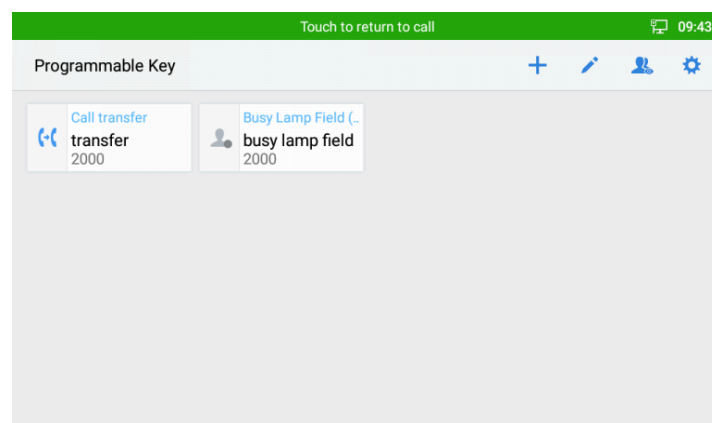 Touch to return to call
09:43
Programmable Key
Call transfer
transfer
2000
Busy Lamp Field (..
busy lamp field
2000